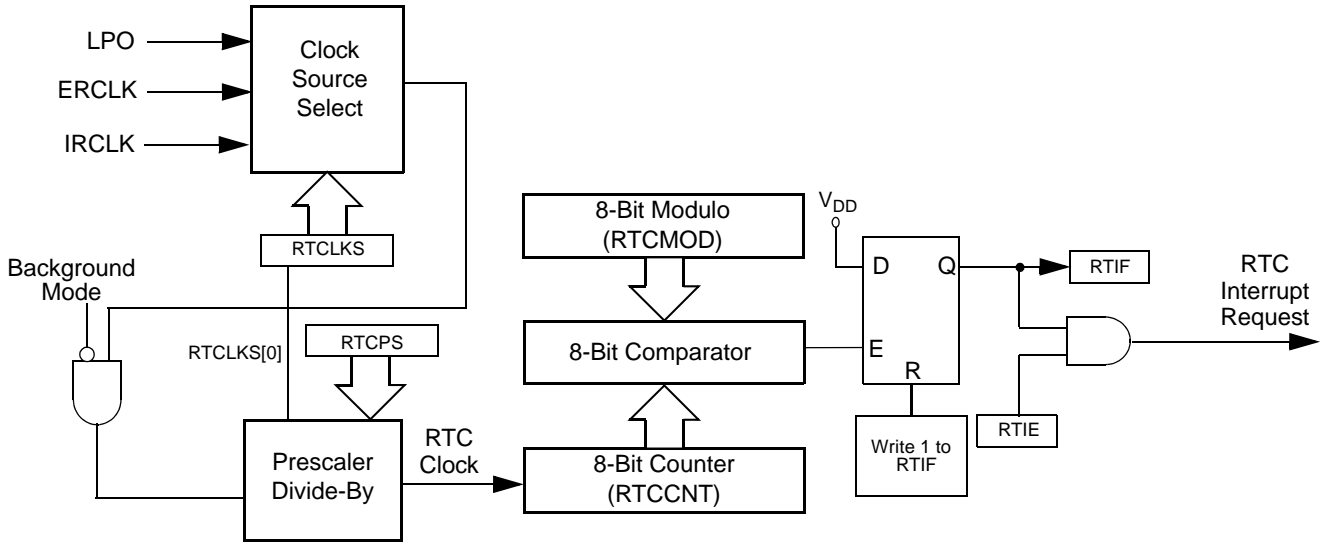 LPO
ERCLK
IRCLK
Clock
Source
Select
RTCLKS
Background
Mode
RTCLKS[0]
RTCPS
Prescaler
Divide-By
RTC
Clock
8-Bit Modulo
(RTCMOD)
8-Bit Comparator
8-Bit Counter
(RTCCNT)
VDD
D
Q
E
R
Write 1 to
RTIF
RTIF
RTIE
RTC
Interrupt
Request